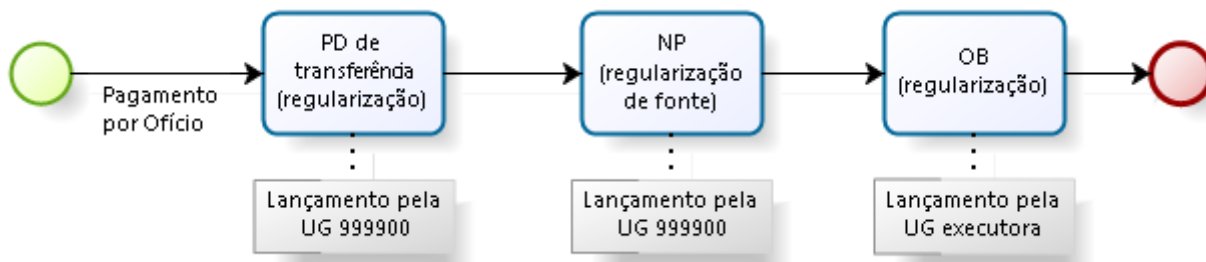 Pagamento
por Ofício
PD de
transferência
(regularização)
NP
(regularização
de fonte)
OB
(regularização)
Lançamento pela
UG 999900
Lançamento pela
UG 999900
Lançamento pela
UG executora